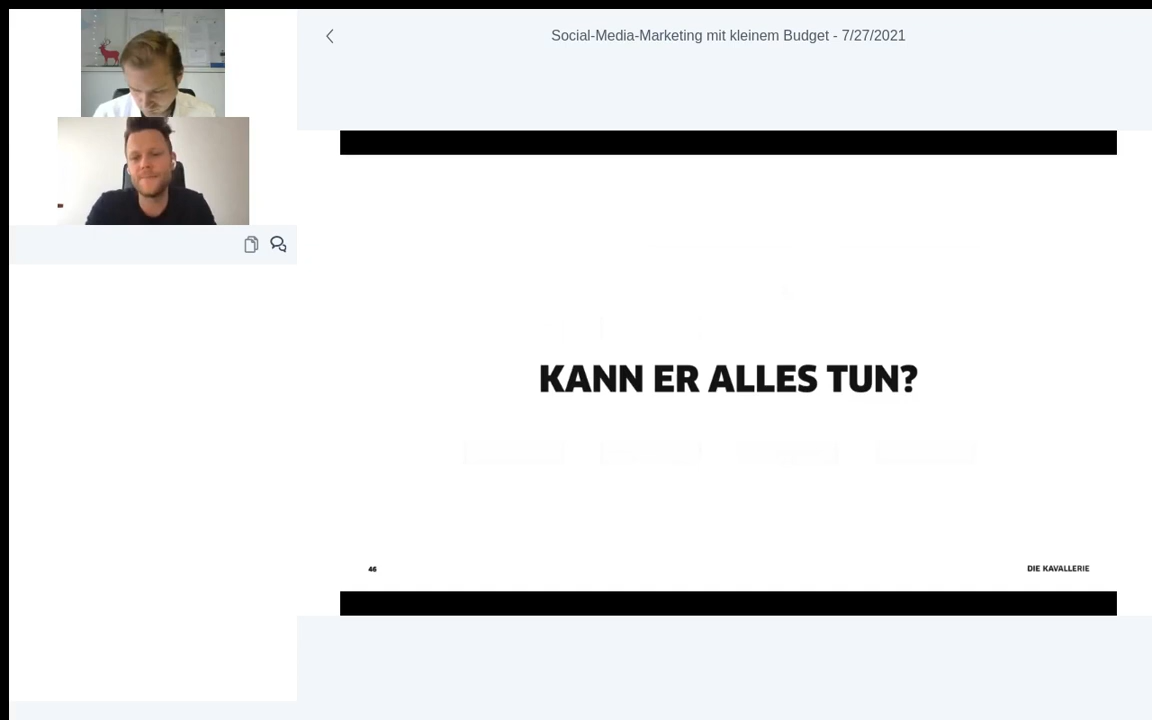 Social-Media-Marketing mit kleinem Budget - 7/27/2021
KANN ER ALLES TUN?
46
DIE KAVALLERIE